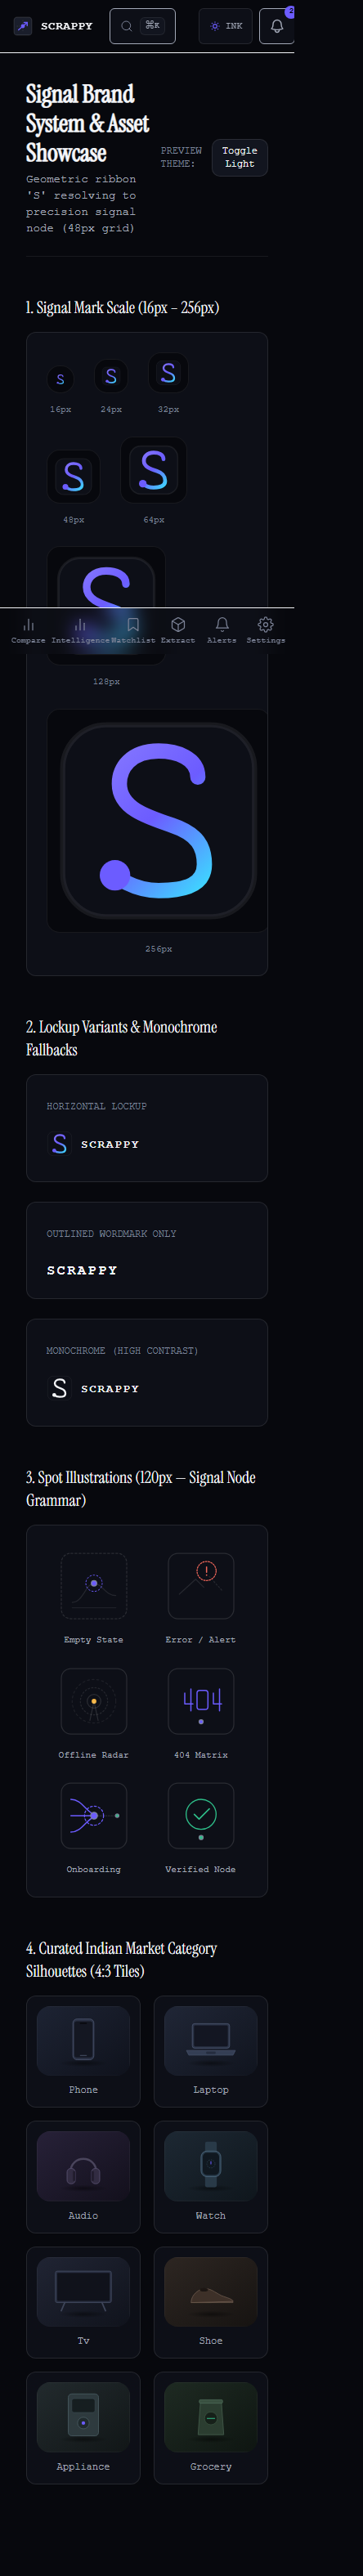 SCRAPPY
⌘K
INK
2
Signal Brand
System & Asset
Showcase
PREVIEW
THEME:
Toggle
Light
Geometric ribbon
'S' resolving to
precision signal
node (48px grid)
1. Signal Mark Scale (16px – 256px)
16px
24px
32px
48px
64px
Compare
Intelligence
Watchlist
Extract
Alerts
Settings
128px
256px
2. Lockup Variants & Monochrome
Fallbacks
HORIZONTAL LOCKUP
SCRAPPY
OUTLINED WORDMARK ONLY
SCRAPPY
MONOCHROME (HIGH CONTRAST)
SCRAPPY
3. Spot Illustrations (120px — Signal Node
Grammar)
Empty State
Error / Alert
404
Offline Radar
404 Matrix
Onboarding
Verified Node
4. Curated Indian Market Category
Silhouettes (4:3 Tiles)
Phone
Laptop
Audio
Watch
Tv
Shoe
Appliance
Grocery